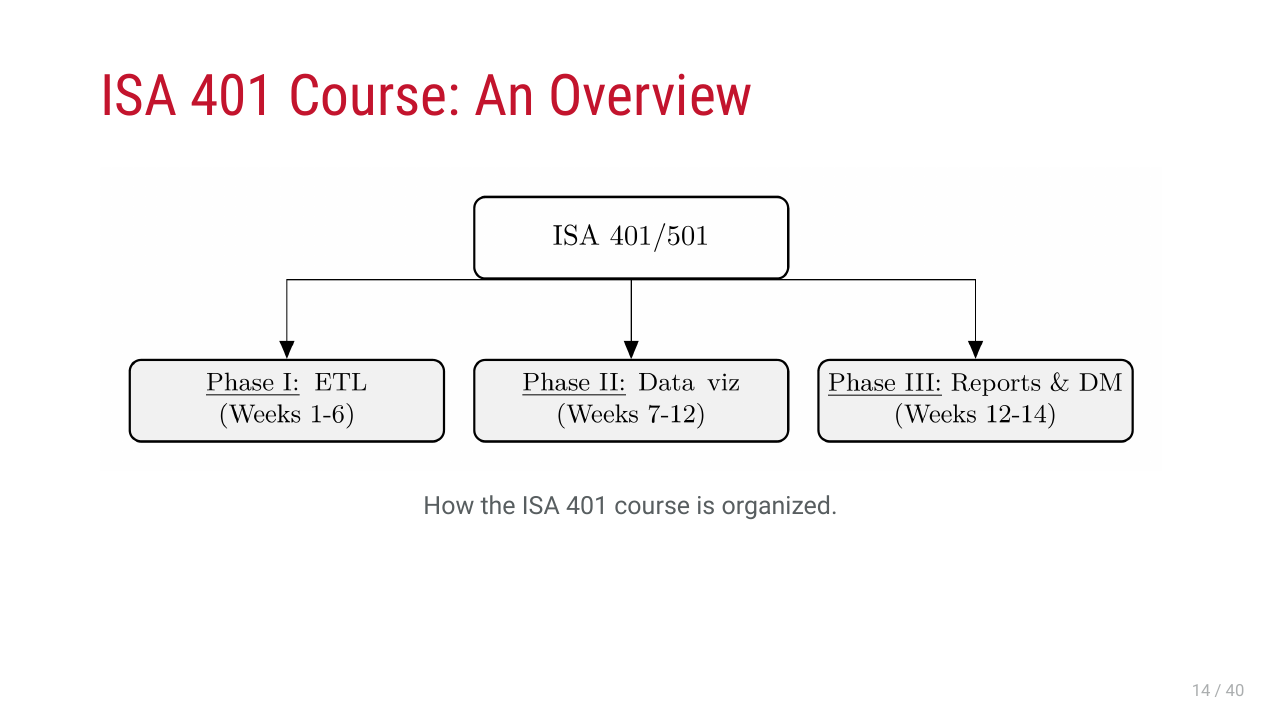 ISA 401 Course: An Overview
ISA 401/501
Phase I: ETL
(Weeks 1-6)
Phase II: Data viz
(Weeks 7-12)
Phase III: Reports & DM
(Weeks 12-14)
How the ISA 401 course is organized.
14 / 40